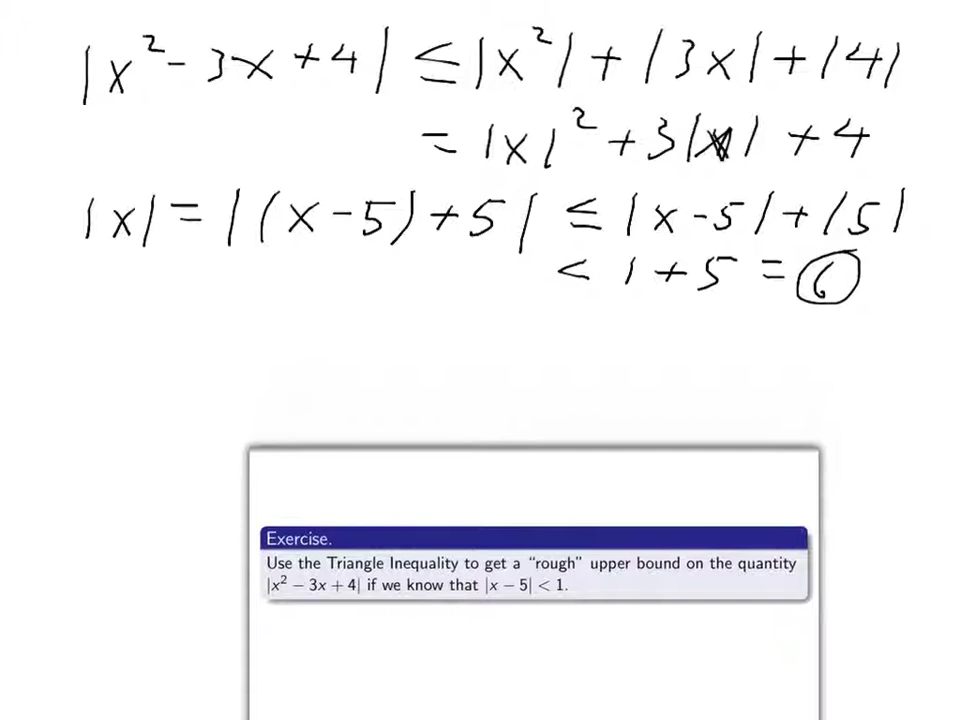 |x² - 3x + 4| ≤ |x²| + |3x| + |4|
= |x|² + 3|x| + 4
|x| = |(x - 5) + 5| ≤ |x - 5| + |5|
< 1 + 5 = 6
Exercise.
Use the Triangle Inequality to get a “rough” upper bound on the quantity
|x² − 3x + 4| if we know that |x − 5| < 1.